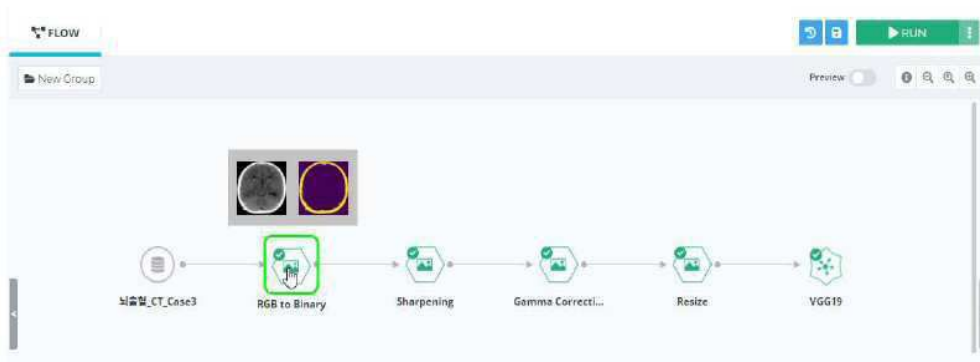 FLOW
RUN
New Group
Preview
뇌출혈_CT_Case3
RGB to Binary
Sharpening
Gamma Correcti...
Resize
VGG19